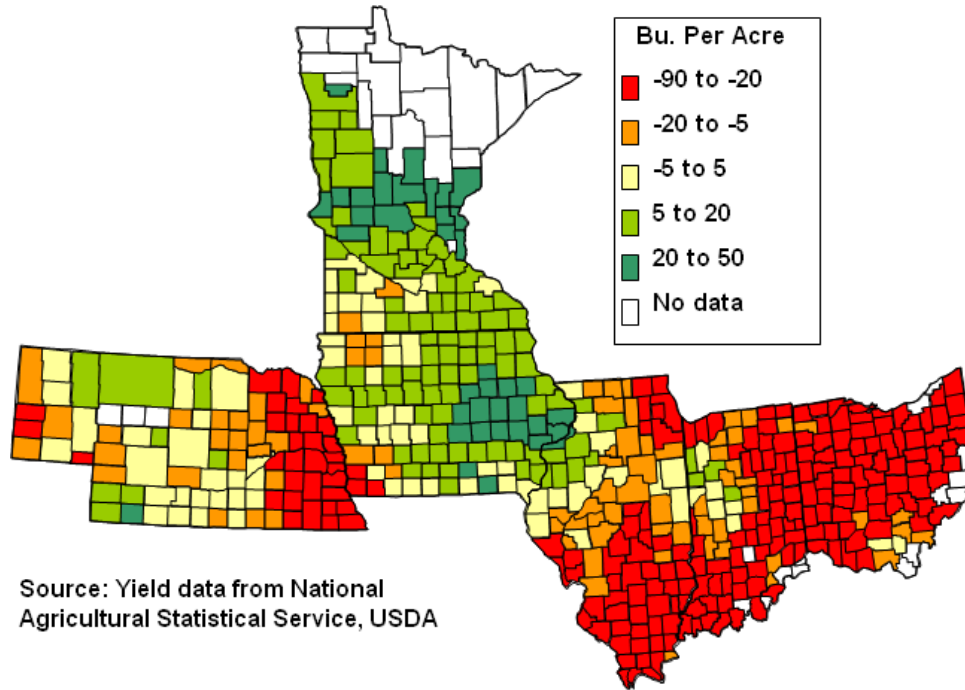 Bu. Per Acre
-90 to -20
-20 to -5
-5 to 5
5 to 20
20 to 50
No data
Source: Yield data from National
Agricultural Statistical Service, USDA